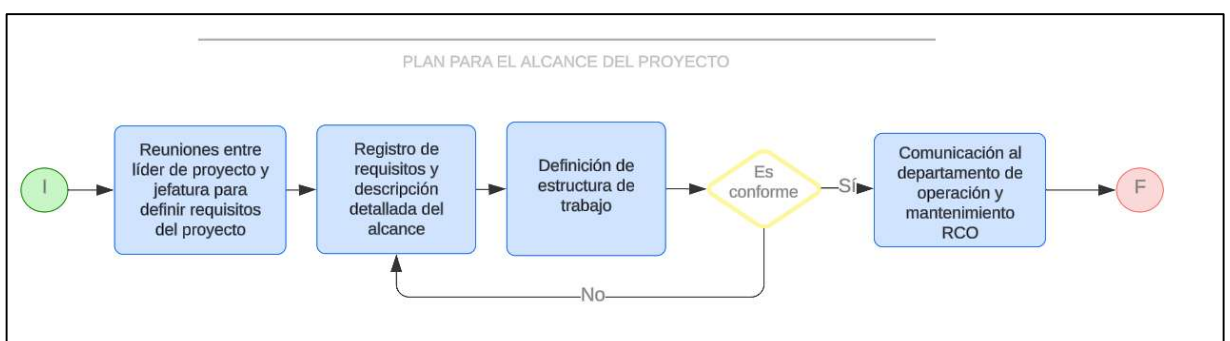 PLAN PARA EL ALCANCE DEL PROYECTO
I
Reuniones entre
líder de proyecto y
jefatura para
definir requisitos
del proyecto
Registro de
requisitos y
descripción
detallada del
alcance
Definición de
estructura de
trabajo
Es
conforme
Sí
Comunicación al
departamento de
operación y
mantenimiento
RCO
F
No